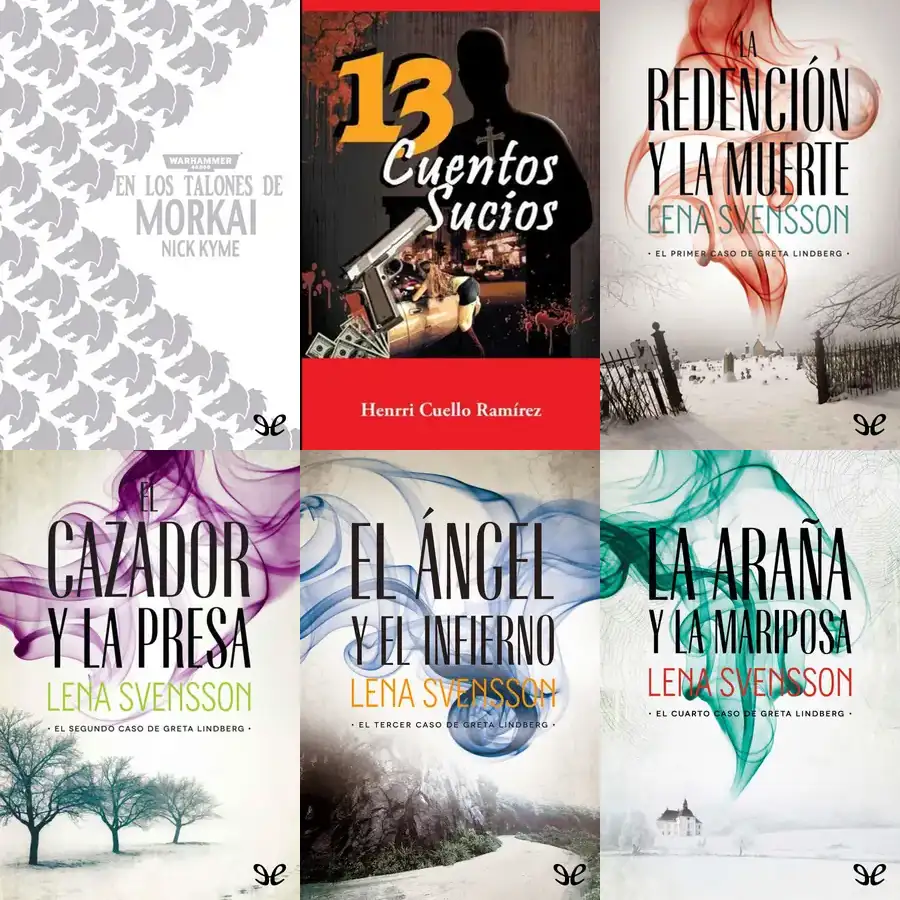 WARHAMMER
40,000
EN LOS TALONES DE
MORKAI
NICK KYME
13
Cuentos
Sucios
Henrri Cuello Ramírez
LA
REDENCIÓN
Y LA MUERTE
LENA SVENSSON
· EL PRIMER CASO DE GRETA LINDBERG ·
EL
CAZADOR
Y LA PRESA
LENA SVENSSON
· EL SEGUNDO CASO DE GRETA LINDBERG ·
EL ÁNGEL
Y EL INFIERNO
LENA SVENSSON
· EL TERCER CASO DE GRETA LINDBERG ·
LA ARAÑA
Y LA MARIPOSA
LENA SVENSSON
· EL CUARTO CASO DE GRETA LINDBERG ·